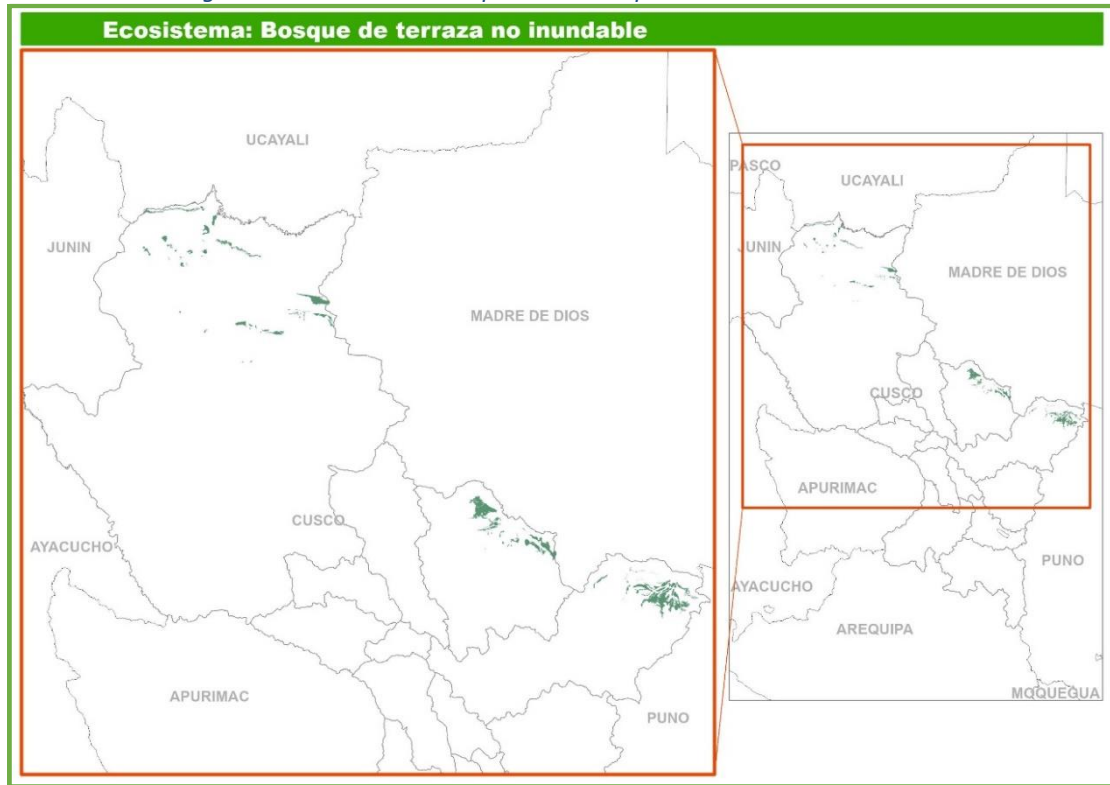 Ecosistema: Bosque de terraza no inundable
UCAYALI
JUNIN
MADRE DE DIOS
CUSCO
AYACUCHO
APURIMAC
PUNO
PASCO
UCAYALI
JUNIN
MADRE DE DIOS
CUSCO
APURIMAC
PUNO
AYACUCHO
AREQUIPA
MOQUEGUA